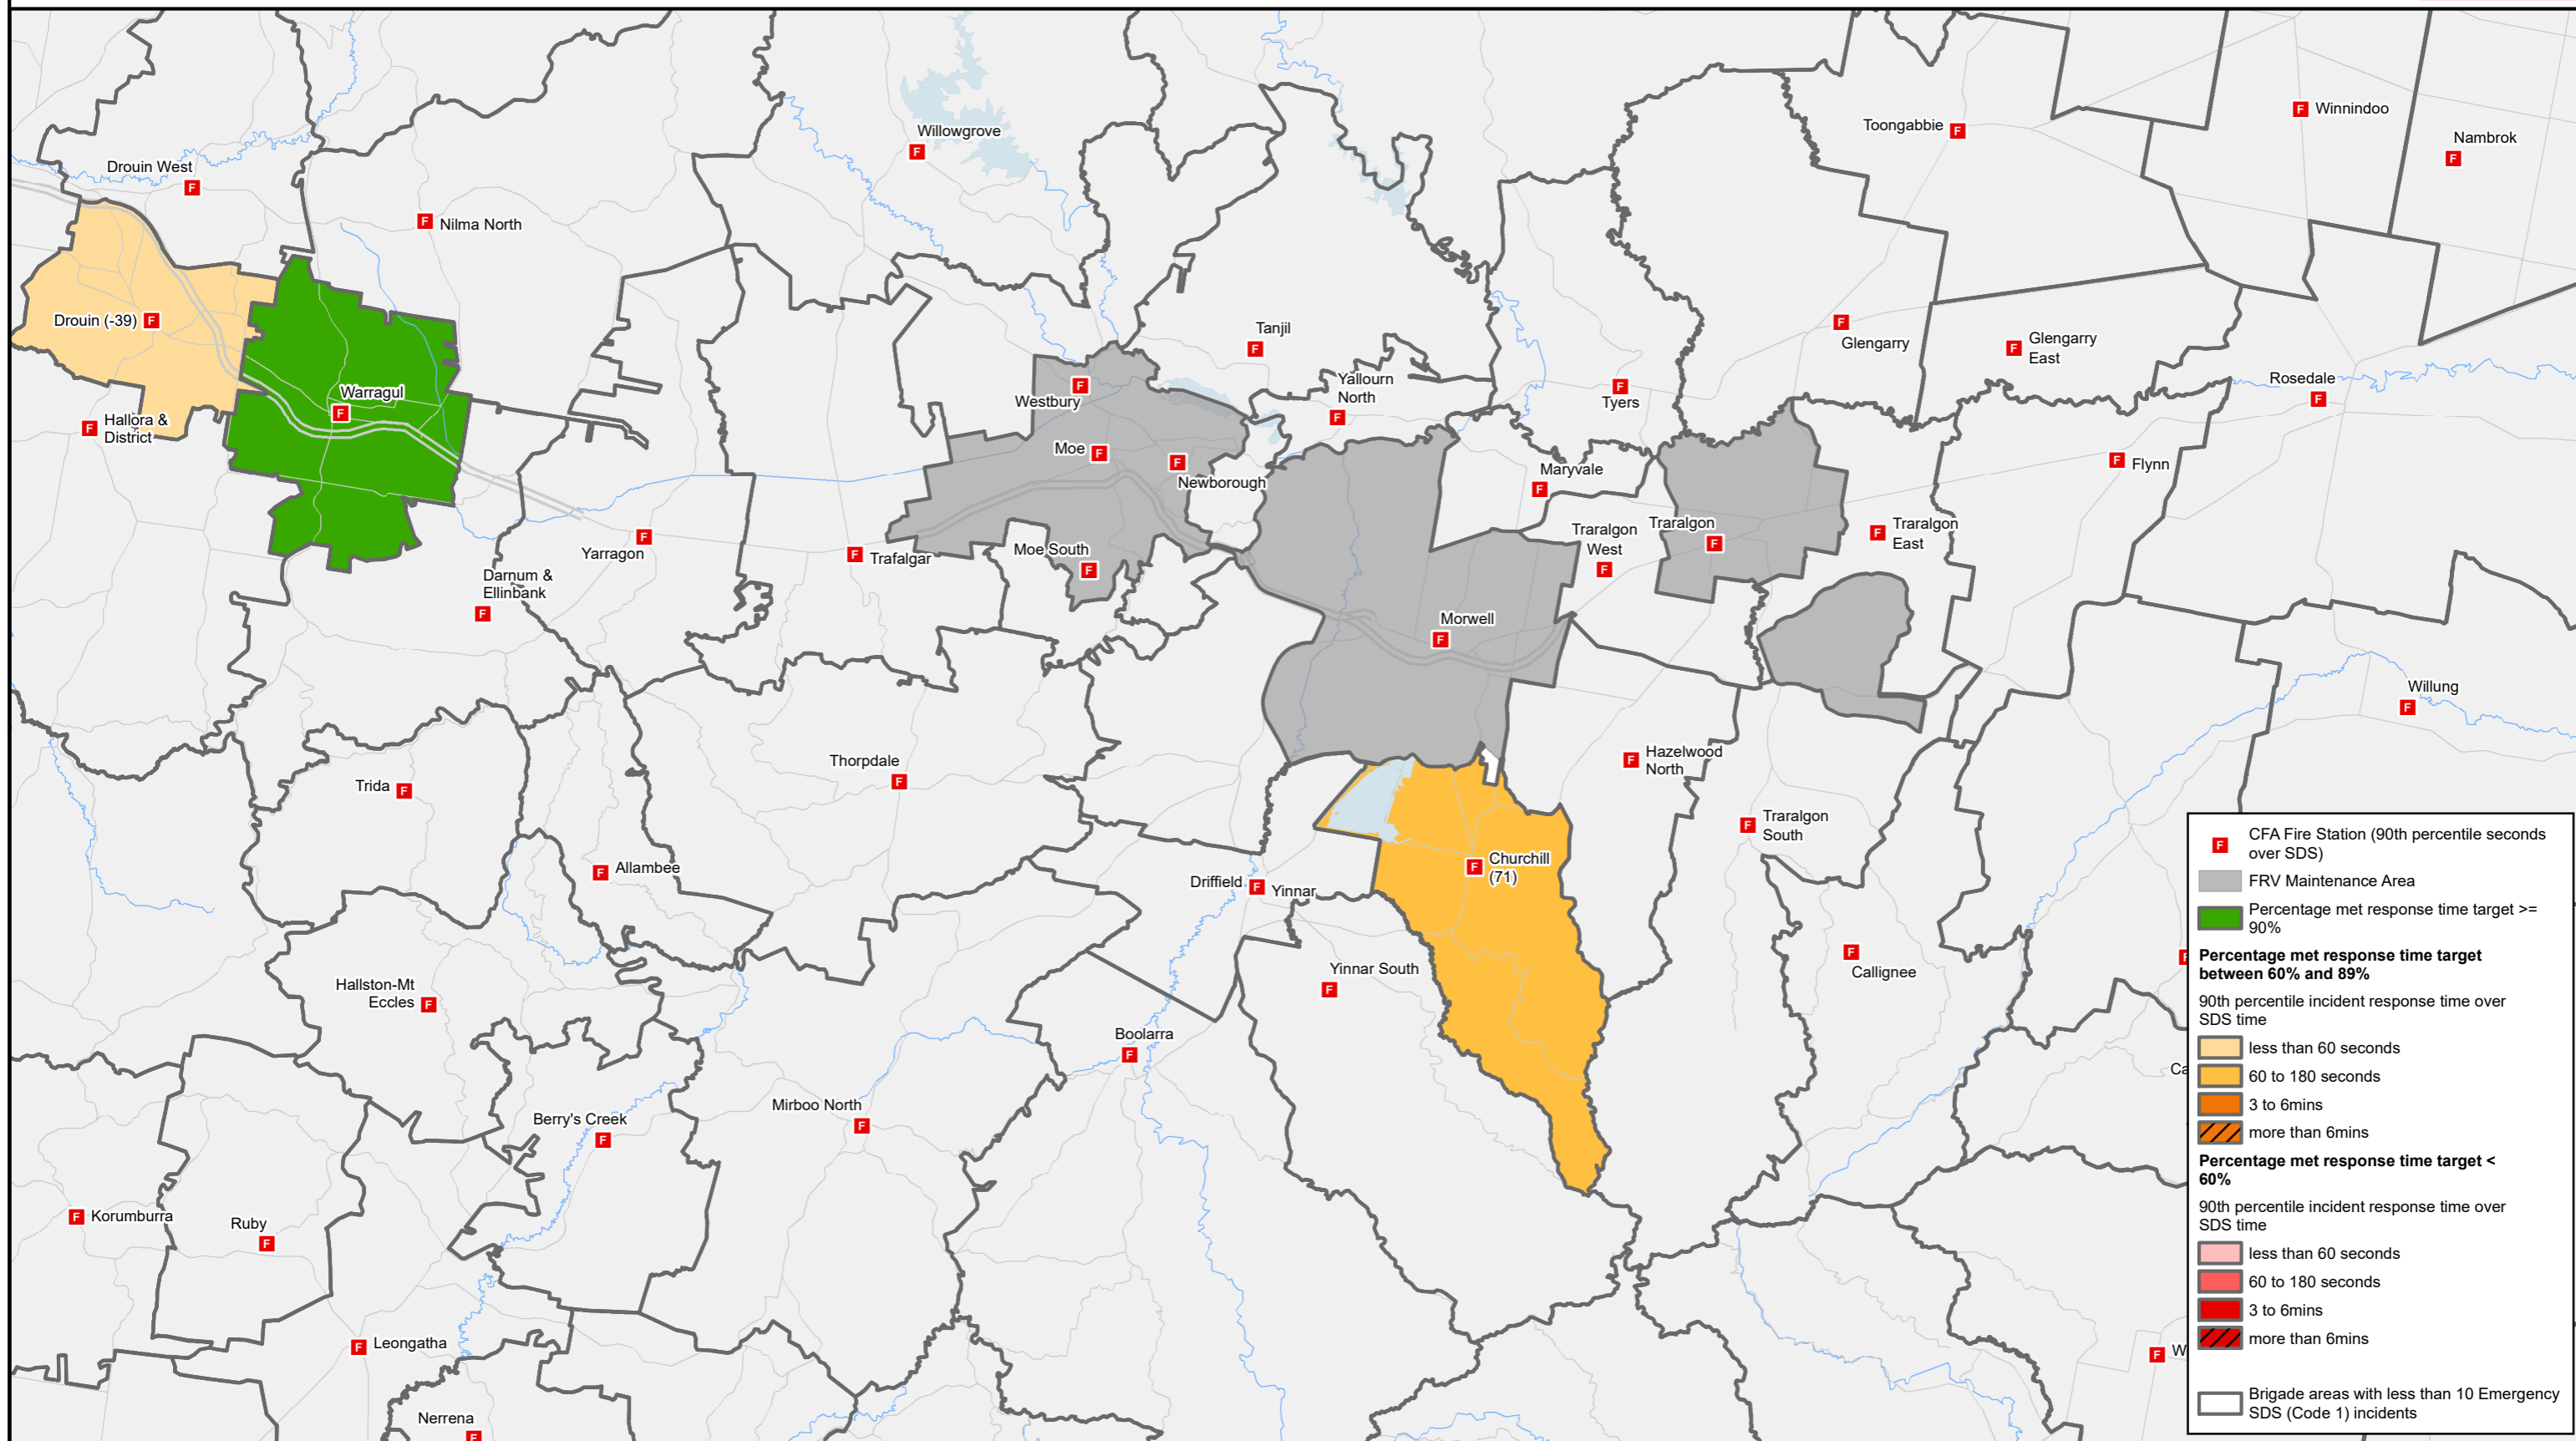 Willowgrove
Toongabbie
Winnindoo
Nambrok
Drouin West
Nilma North
Drouin (-39)
Tanjil
Glengarry
Glengarry
East
Yallourn
North
Rosedale
Warragul
Westbury
Tyers
Hallora &
District
Moe
Maryvale
Flynn
Newborough
Traralgon
West
Traralgon
Traralgon
East
Yarragon
Trafalgar
Moe South
Darnum &
Ellinbank
Morwell
Willung
Thorpdale
Hazelwood
North
Trida
Traralgon
South
Allambee
Churchill
(71)
Driffield
Yinnar
Yinnar South
Callignee
Hallston-Mt
Eccles
Boolarra
Mirboo North
Berry's Creek
Korumburra
Ruby
Leongatha
Nerrena
Ca
W
F
CFA Fire Station (90th percentile seconds
over SDS)
FRV Maintenance Area
Percentage met response time target >=
90%
Percentage met response time target
between 60% and 89%
90th percentile incident response time over
SDS time
less than 60 seconds
60 to 180 seconds
3 to 6mins
more than 6mins
Percentage met response time target <
60%
90th percentile incident response time over
SDS time
less than 60 seconds
60 to 180 seconds
3 to 6mins
more than 6mins
Brigade areas with less than 10 Emergency
SDS (Code 1) incidents